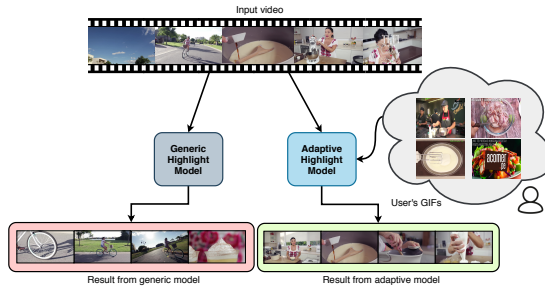 Input video
Generic
Highlight
Model
Adaptive
Highlight
Model
User's GIFs
Result from generic model
Result from adaptive model